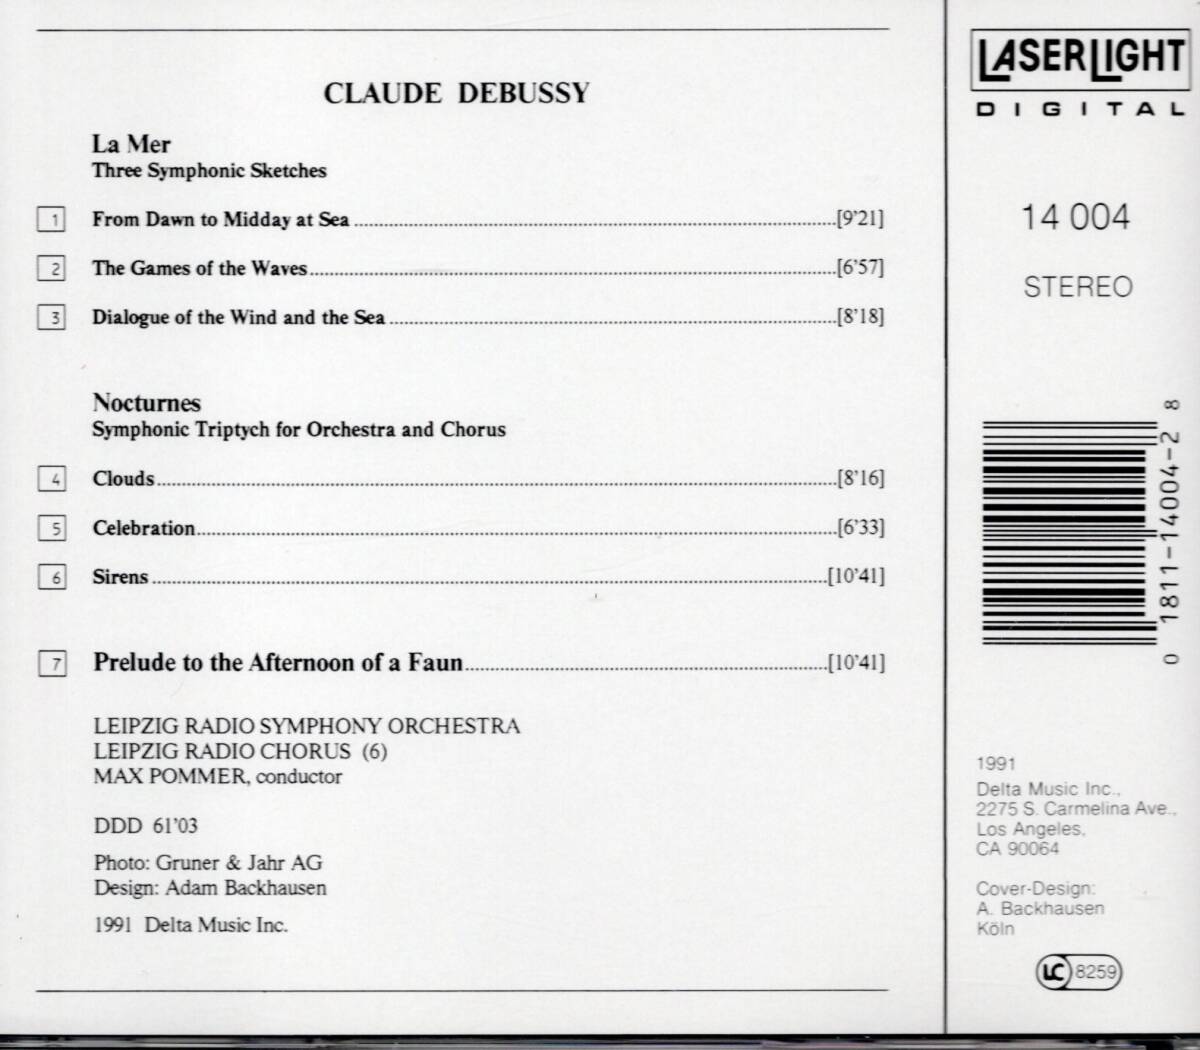 CLAUDE DEBUSSY
La Mer
Three Symphonic Sketches
1 From Dawn to Midday at Sea [9'21]
2 The Games of the Waves [6'57]
3 Dialogue of the Wind and the Sea [8'18]
Nocturnes
Symphonic Triptych for Orchestra and Chorus
4 Clouds [8'16]
5 Celebration [6'33]
6 Sirens [10'41]
7 Prelude to the Afternoon of a Faun [10'41]
LEIPZIG RADIO SYMPHONY ORCHESTRA
LEIPZIG RADIO CHORUS (6)
MAX POMMER, conductor
DDD 61'03
Photo: Gruner & Jahr AG
Design: Adam Backhausen
1991 Delta Music Inc.
LASERLIGHT
DIGITAL
14 004
STEREO
0 1811-14004-2 8
1991
Delta Music Inc.,
2275 S. Carmelina Ave.,
Los Angeles,
CA 90064
Cover-Design:
A. Backhausen
Köln
LC 8259